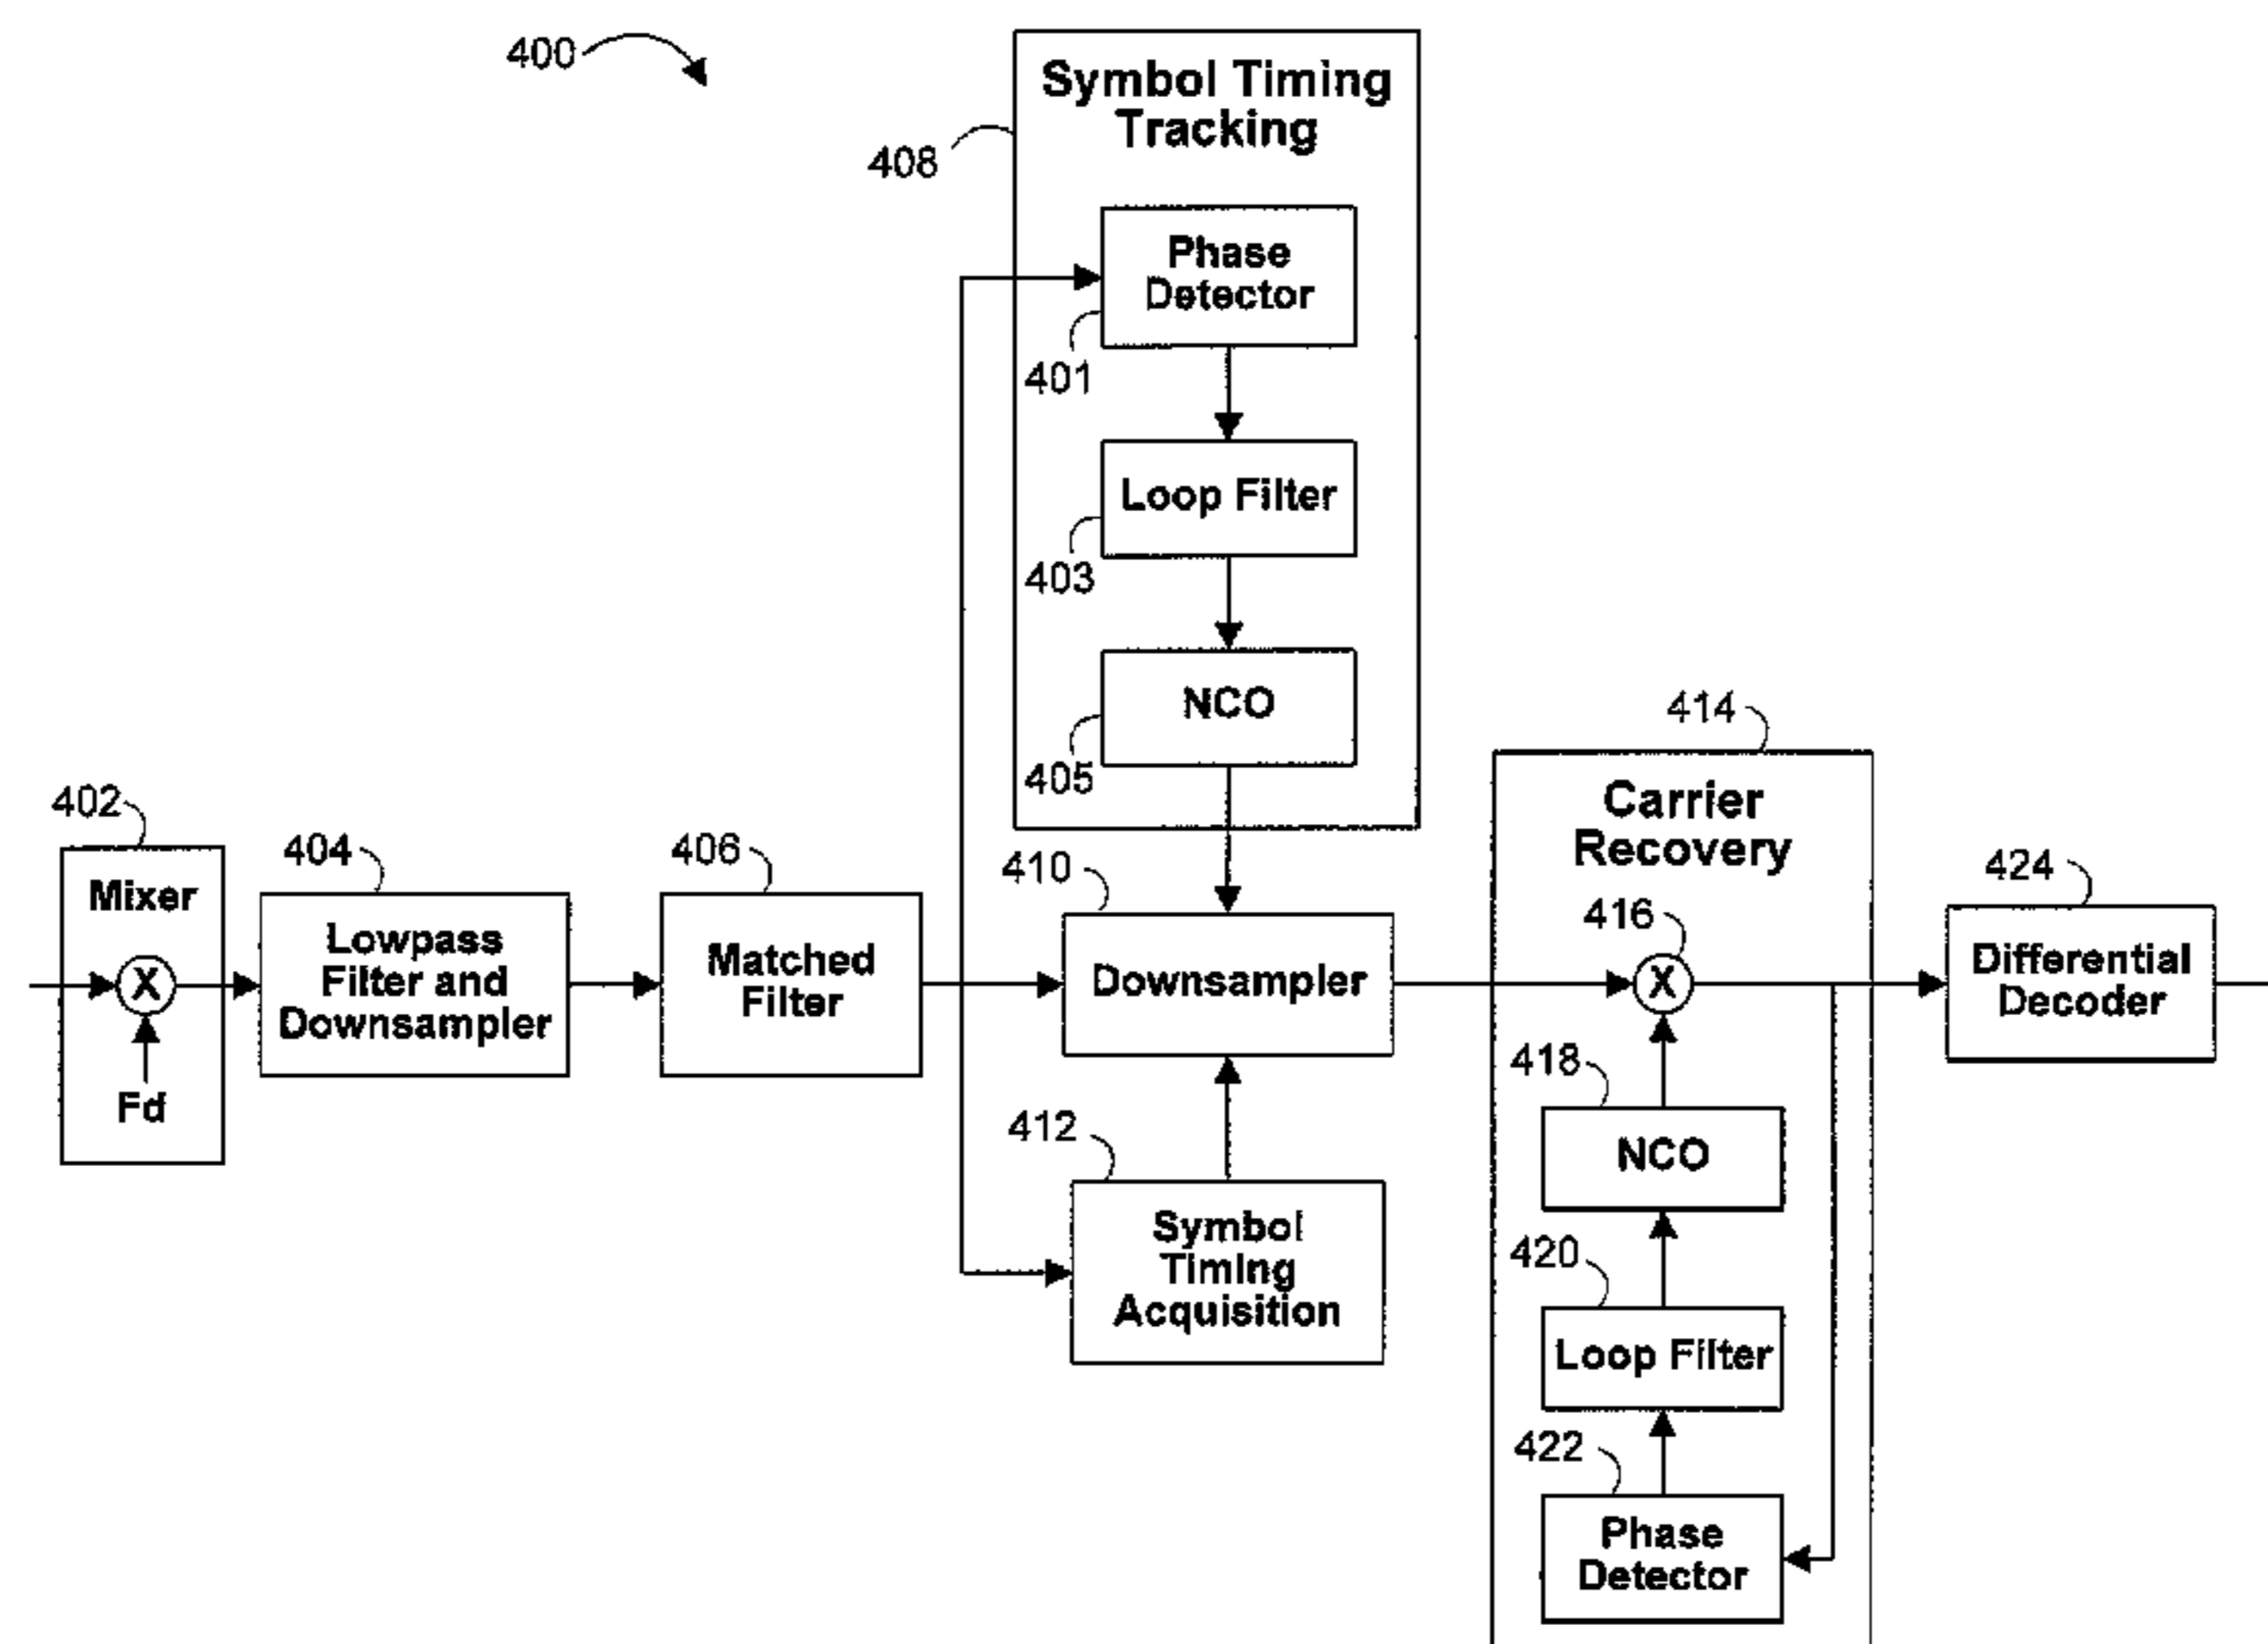 400
Symbol Timing
Tracking
408
Phase
Detector
401
Loop Filter
403
NCO
405
402
Mixer
X
Fd
404
Lowpass
Filter and
Downsampler
406
Matched
Filter
410
Downsampler
412
Symbol
Timing
Acquisition
414
Carrier
Recovery
416
X
418
NCO
420
Loop Filter
422
Phase
Detector
424
Differential
Decoder